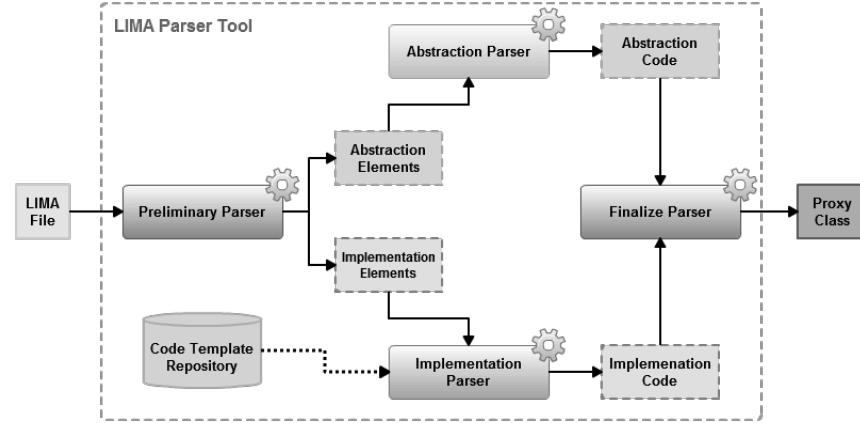 LIMA Parser Tool
Abstraction Parser
Abstraction
Code
Abstraction
Elements
LIMA
File
Preliminary Parser
Finalize Parser
Proxy
Class
Implementation
Elements
Code Template
Repository
Implementation
Parser
Implemenation
Code